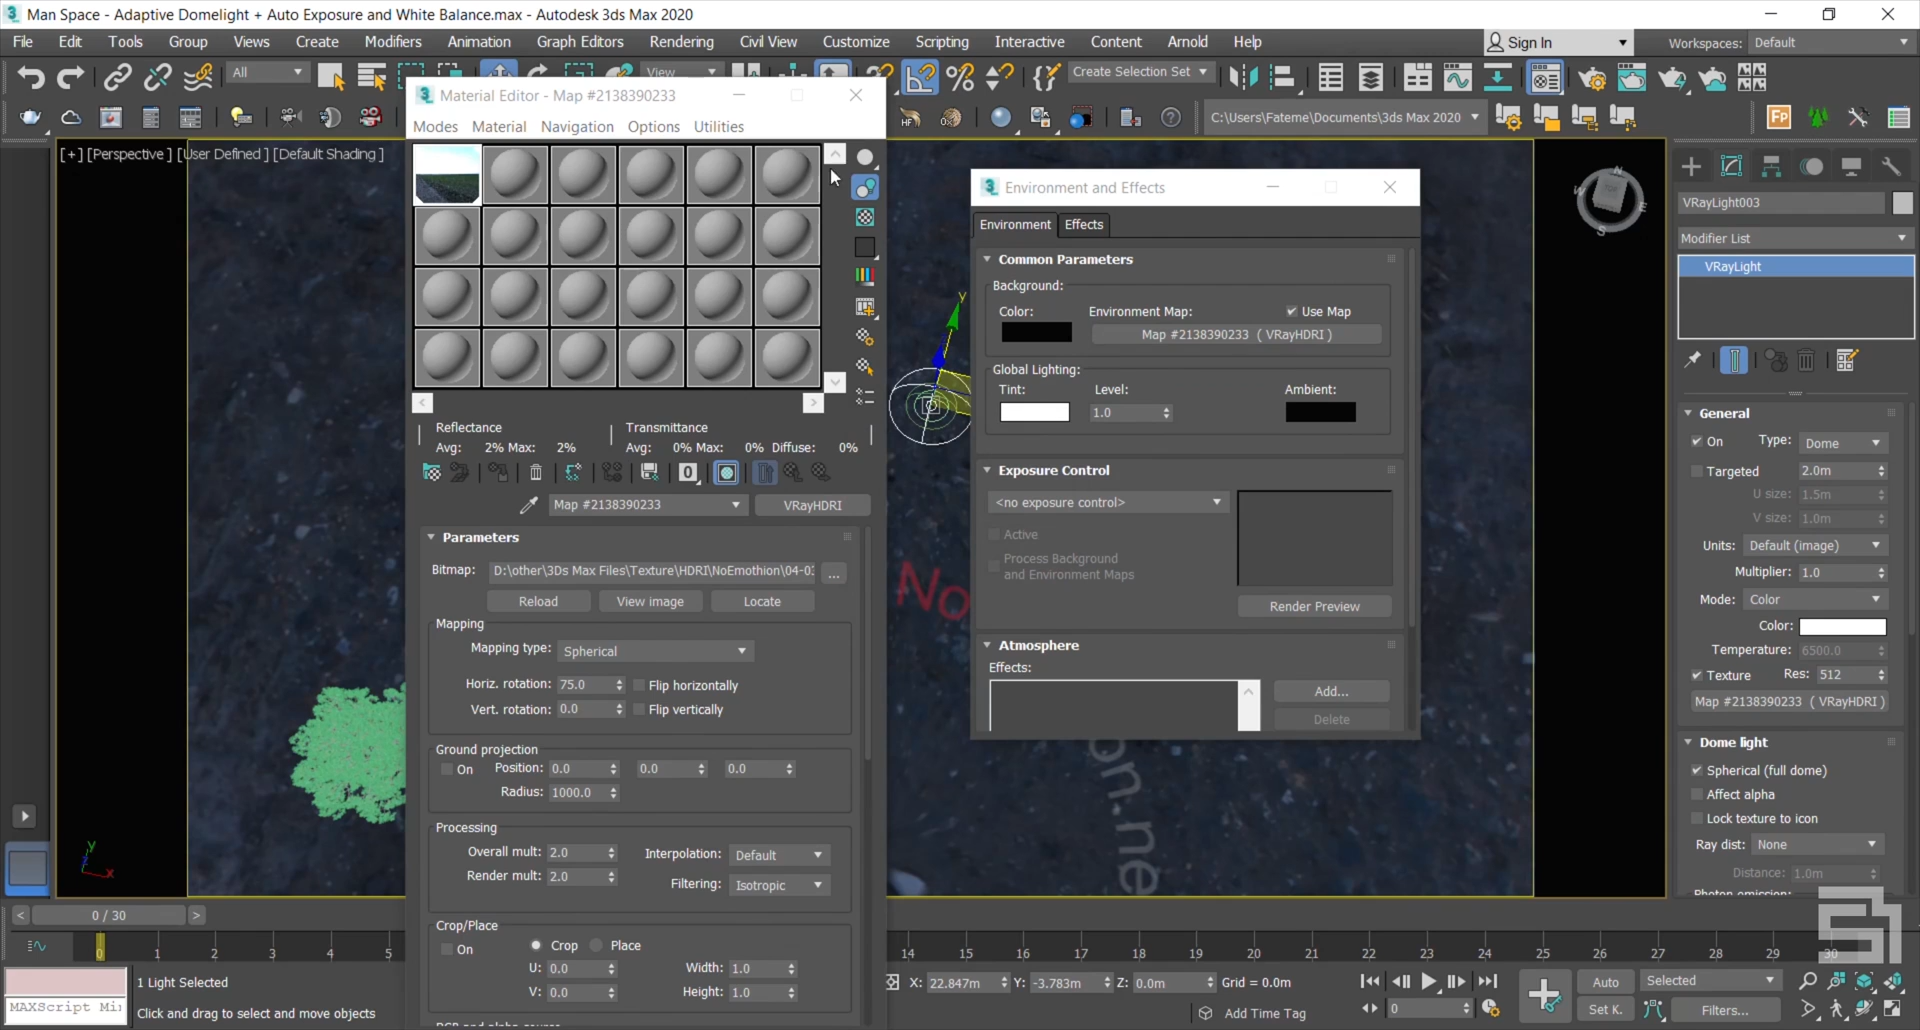 Man Space - Adaptive Domelight + Auto Exposure and White Balance.max - Autodesk 3ds Max 2020
File Edit Tools Group Views Create Modifiers Animation Graph Editors Rendering Civil View Customize Scripting Interactive Content Arnold Help
Sign In
Workspaces: Default
All
View
Create Selection Set
C:\Users\Fateme\Documents\3ds Max 2020
[+] [Perspective] [User Defined] [Default Shading]
Material Editor - Map #2138390233
Modes Material Navigation Options Utilities
Reflectance
Avg: 2% Max: 2%
Transmittance
Avg: 0% Max: 0% Diffuse: 0%
Map #2138390233
VRayHDRI
Parameters
Bitmap: D:\other\3Ds Max Files\Texture\HDRI\NoEmothion\04-03 ...
Reload View image Locate
Mapping
Mapping type: Spherical
Horiz. rotation: 75.0 Flip horizontally
Vert. rotation: 0.0 Flip vertically
Ground projection
On Position: 0.0 0.0 0.0
Radius: 1000.0
Processing
Overall mult: 2.0 Interpolation: Default
Render mult: 2.0 Filtering: Isotropic
Crop/Place
On Crop Place
U: 0.0 Width: 1.0
V: 0.0 Height: 1.0
Environment and Effects
Environment Effects
Common Parameters
Background:
Color: Environment Map: Use Map
Map #2138390233 ( VRayHDRI )
Global Lighting:
Tint: Level: Ambient:
1.0
Exposure Control
<no exposure control>
Active
Process Background
and Environment Maps
Render Preview
Atmosphere
Effects:
Add...
Delete
y
No
on.ne
N
W
E
S
TOP
VRayLight003
Modifier List
VRayLight
General
On Type: Dome
Targeted 2.0m
U size: 1.5m
V size: 1.0m
Units: Default (image)
Multiplier: 1.0
Mode: Color
Color:
Temperature: 6500.0
Texture Res: 512
Map #2138390233 ( VRayHDRI )
Dome light
Spherical (full dome)
Affect alpha
Lock texture to icon
Ray dist: None
Distance: 1.0m
Photon emission:
y
x
< 0 / 30 >
0 1 2 3 4 5 14 15 16 17 18 19 20 21 22 23 24 25 26 27 28 29 30
1 Light Selected
MAXScript Mi
Click and drag to select and move objects
X: 22.847m Y: -3.783m Z: 0.0m Grid = 0.0m
Add Time Tag
0
Auto
Selected
Set K.
Filters...